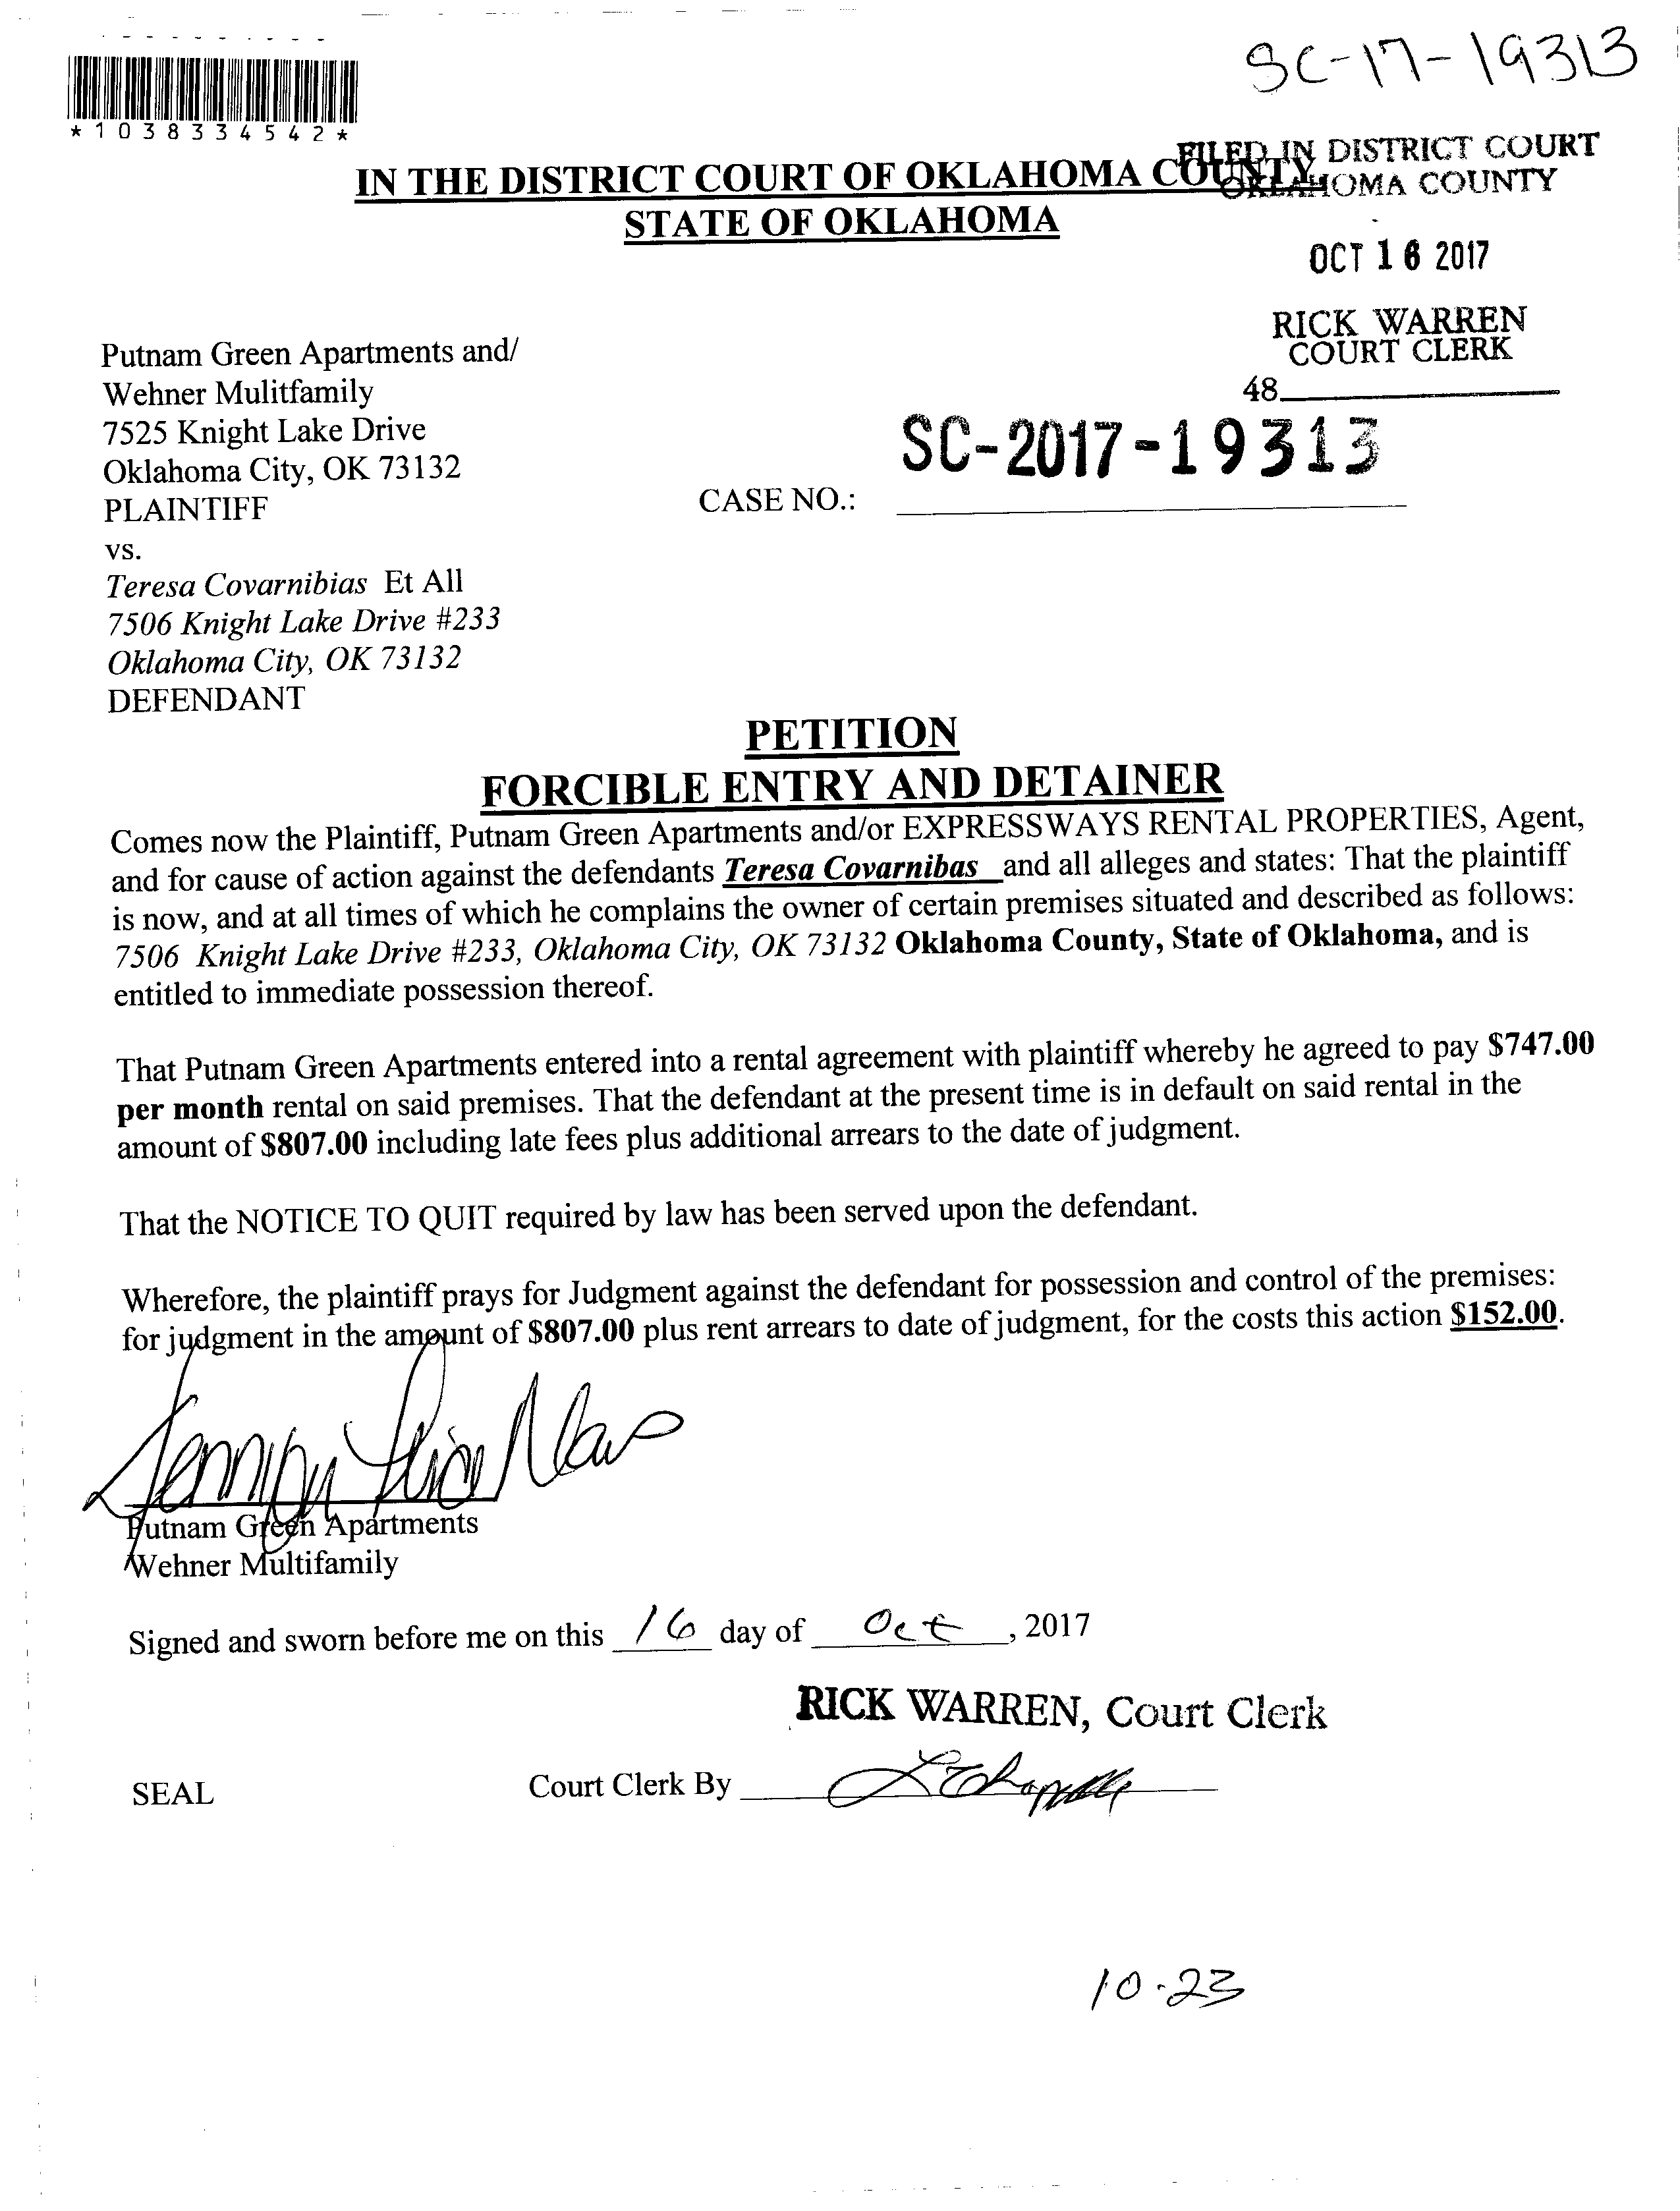 SC-17-19313
*1038334542*
FILED IN DISTRICT COURT
OKLAHOMA COUNTY
IN THE DISTRICT COURT OF OKLAHOMA COUNTY
STATE OF OKLAHOMA
OCT 16 2017
RICK WARREN
COURT CLERK
48
Putnam Green Apartments and/
Wehner Mulitfamily
7525 Knight Lake Drive
Oklahoma City, OK 73132
PLAINTIFF
SC-2017-19313
CASE NO.:
vs.
Teresa Covarnibias Et All
7506 Knight Lake Drive #233
Oklahoma City, OK 73132
DEFENDANT
PETITION
FORCIBLE ENTRY AND DETAINER
Comes now the Plaintiff, Putnam Green Apartments and/or EXPRESSWAYS RENTAL PROPERTIES, Agent,
and for cause of action against the defendants Teresa Covarnibas and all alleges and states: That the plaintiff
is now, and at all times of which he complains the owner of certain premises situated and described as follows:
7506 Knight Lake Drive #233, Oklahoma City, OK 73132 Oklahoma County, State of Oklahoma, and is
entitled to immediate possession thereof.
That Putnam Green Apartments entered into a rental agreement with plaintiff whereby he agreed to pay $747.00
per month rental on said premises. That the defendant at the present time is in default on said rental in the
amount of $807.00 including late fees plus additional arrears to the date of judgment.
That the NOTICE TO QUIT required by law has been served upon the defendant.
Wherefore, the plaintiff prays for Judgment against the defendant for possession and control of the premises:
for judgment in the amount of $807.00 plus rent arrears to date of judgment, for the costs this action $152.00.
Putnam Green Apartments
Wehner Multifamily
Signed and sworn before me on this 16 day of Oct, 2017
RICK WARREN, Court Clerk
SEAL
Court Clerk By
10-23